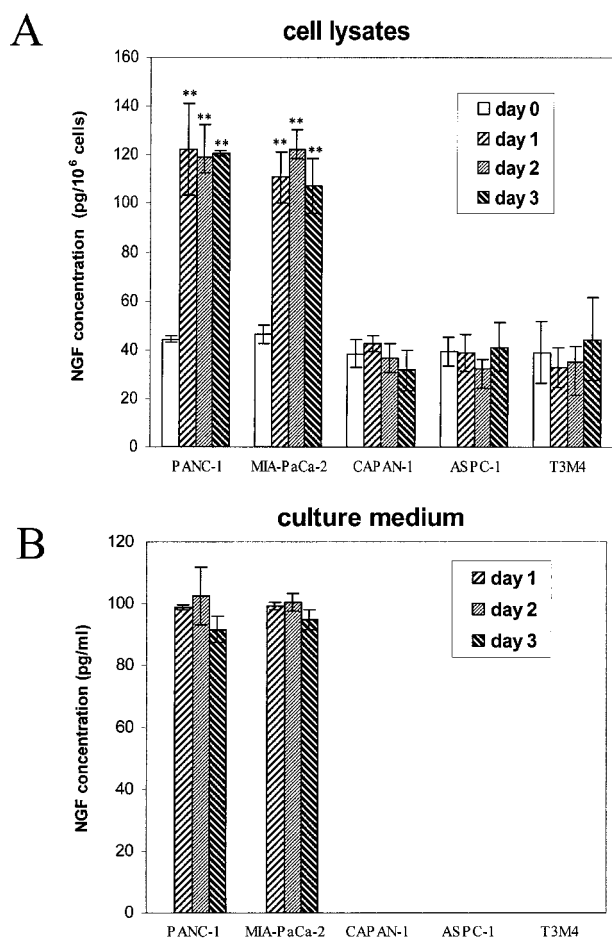 A
cell lysates
NGF concentration (pg/10⁶ cells)
160
140
120
100
80
60
40
20
0
** ** **
** ** **
day 0
day 1
day 2
day 3
PANC-1 MIA-PaCa-2 CAPAN-1 ASPC-1 T3M4
B
culture medium
NGF concentration (pg/ml)
120
100
80
60
40
20
0
day 1
day 2
day 3
PANC-1 MIA-PaCa-2 CAPAN-1 ASPC-1 T3M4